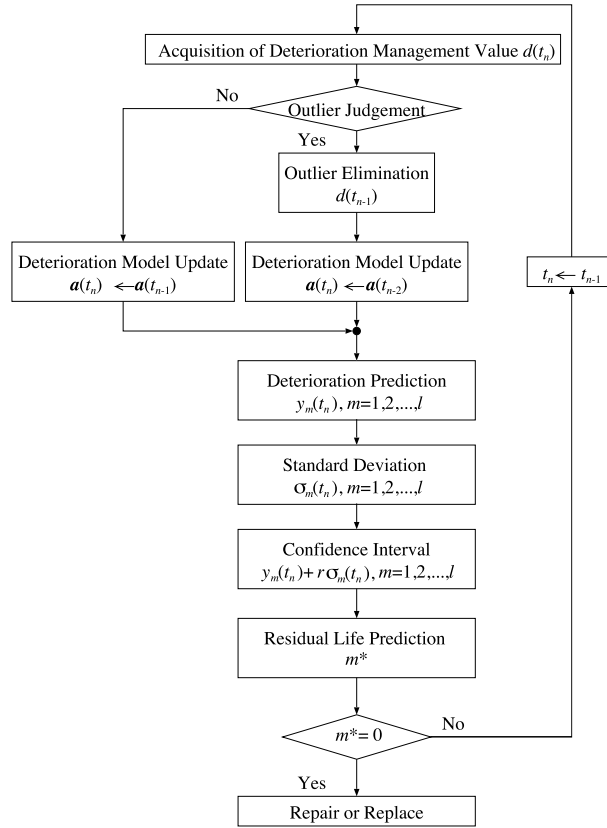 Acquisition of Deterioration Management Value d(tₙ)
Outlier Judgement
No
Yes
Outlier Elimination
d(tₙ₋₁)
Deterioration Model Update
a(tₙ) ← a(tₙ₋₁)
Deterioration Model Update
a(tₙ) ← a(tₙ₋₂)
tₙ ← tₙ₋₁
Deterioration Prediction
yₘ(tₙ), m=1,2,...,l
Standard Deviation
σₘ(tₙ), m=1,2,...,l
Confidence Interval
yₘ(tₙ)+ rσₘ(tₙ), m=1,2,...,l
Residual Life Prediction
m*
m*= 0
No
Yes
Repair or Replace